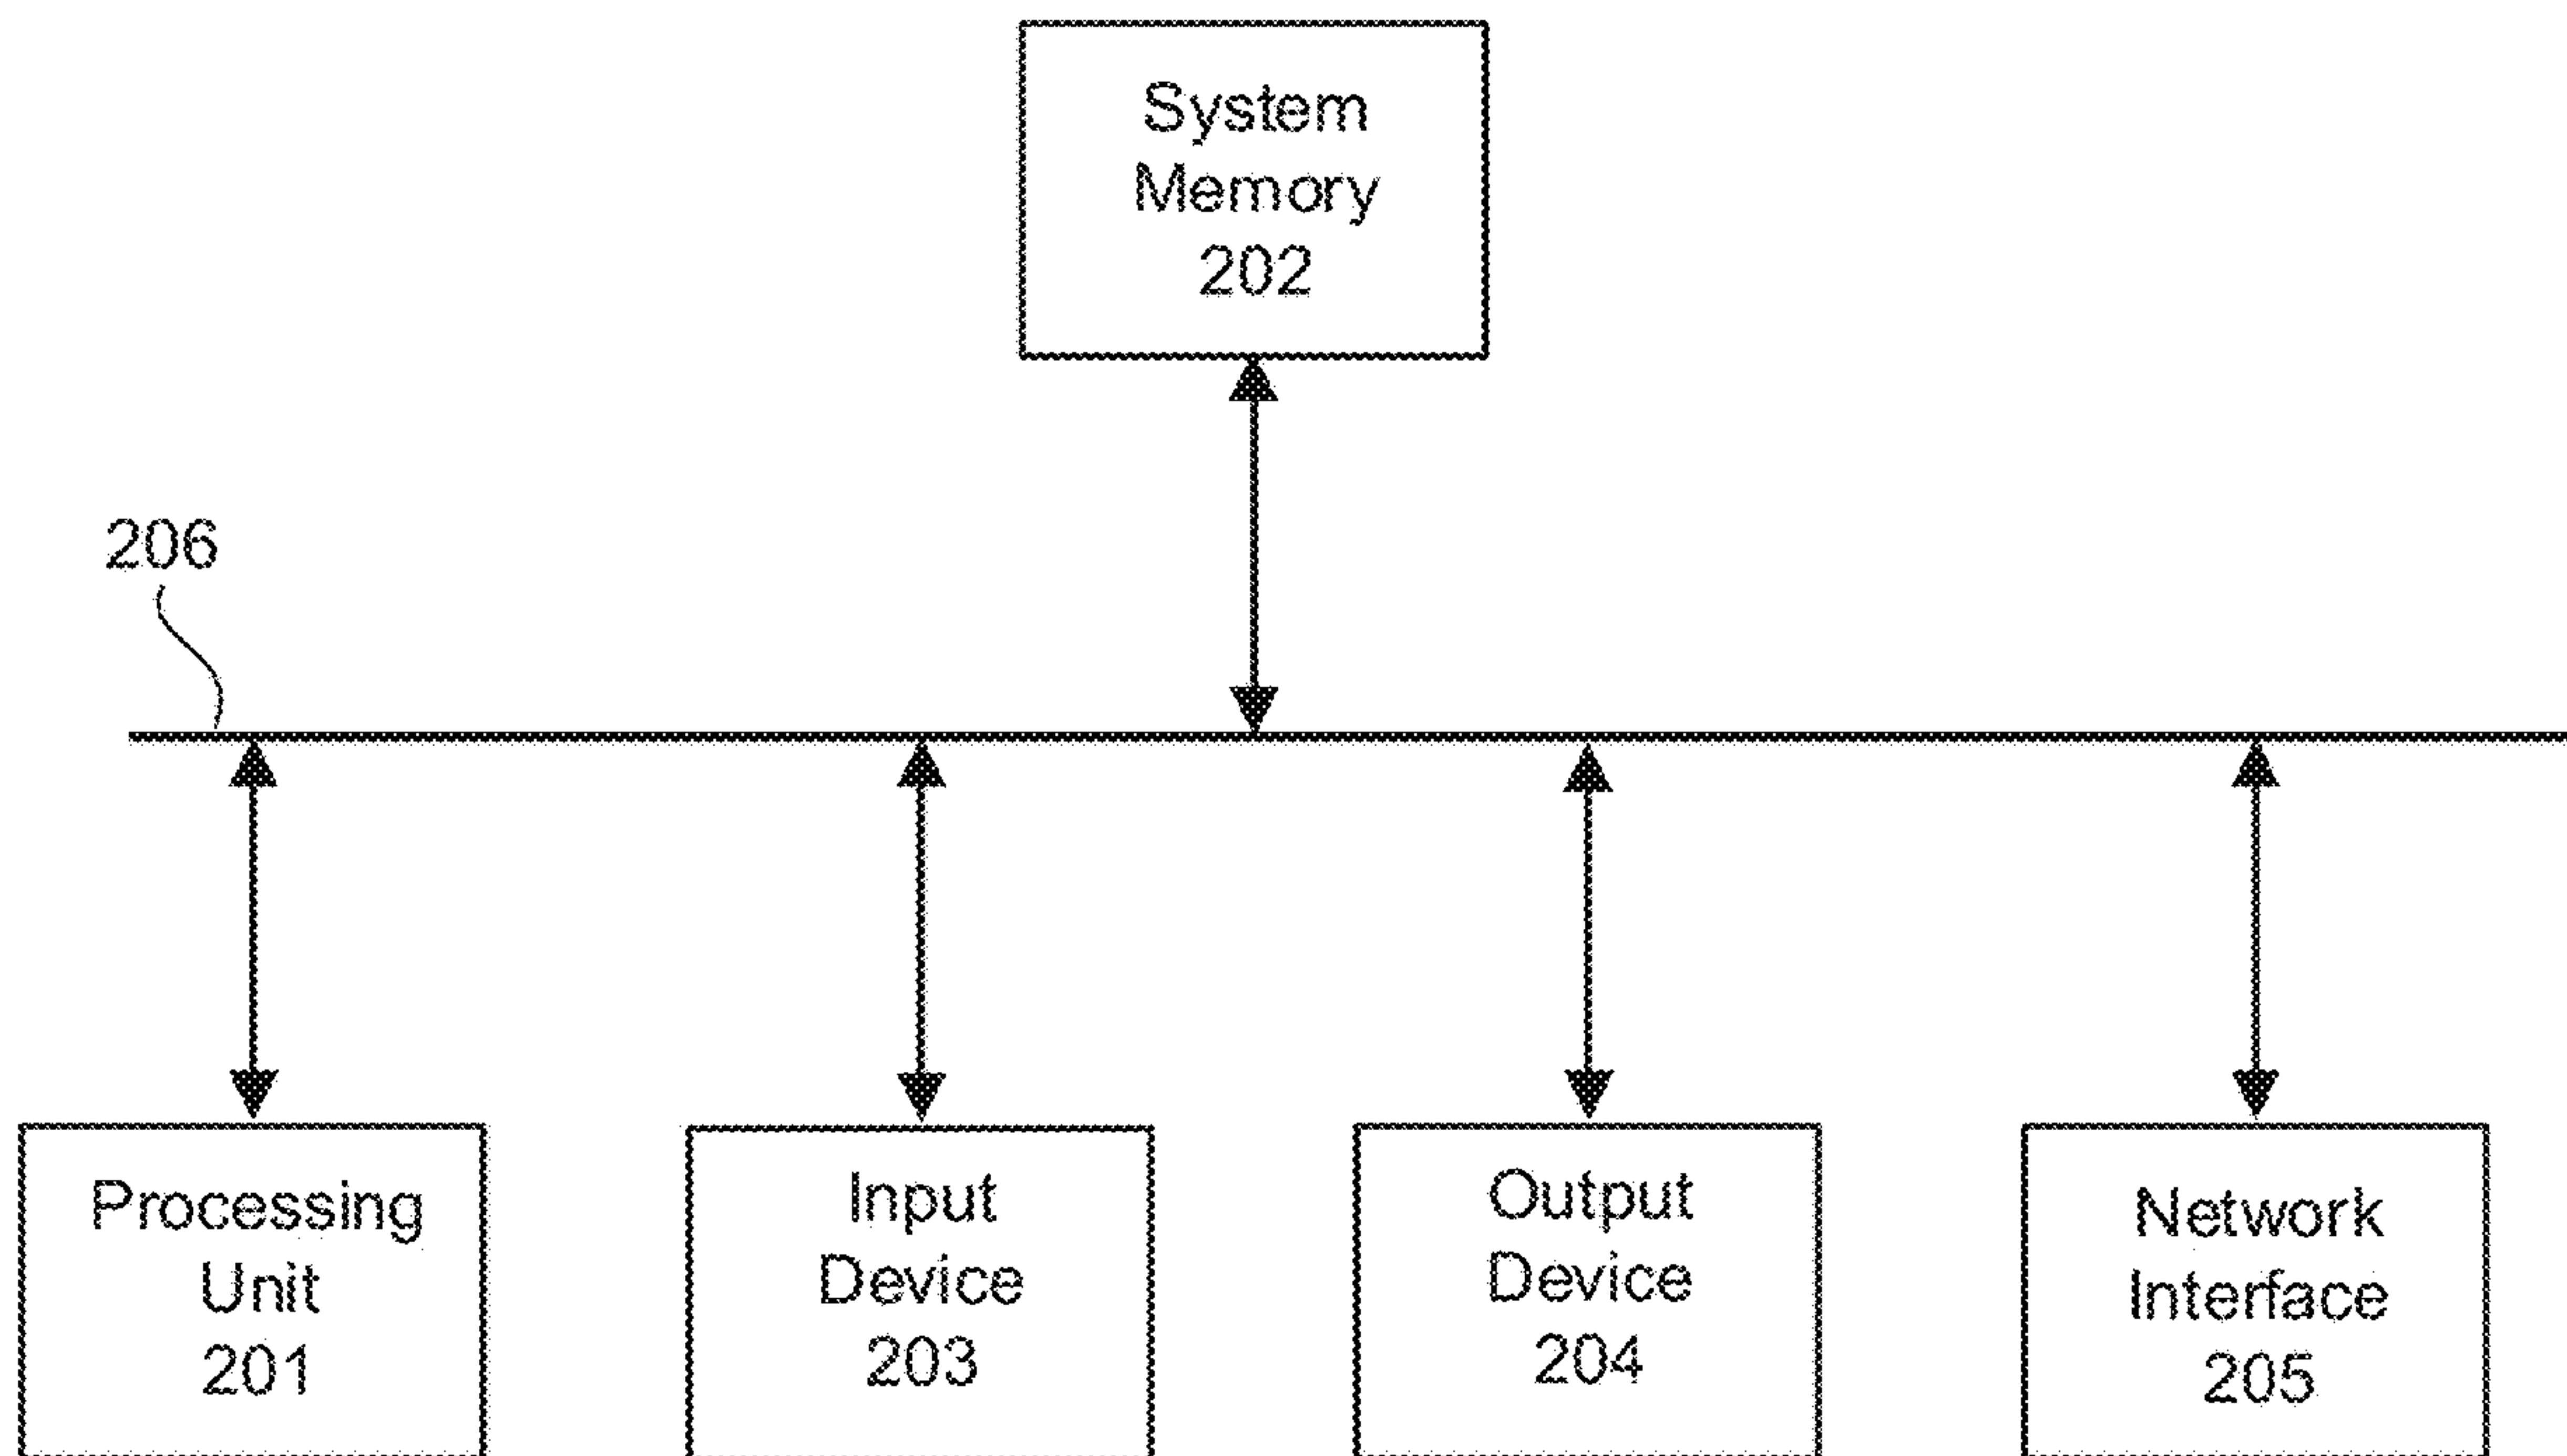 System
Memory
202
206
Processing
Unit
201
Input
Device
203
Output
Device
204
Network
Interface
205